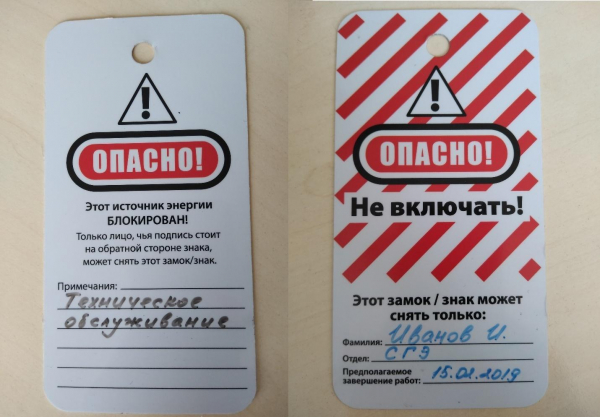 ОПАСНО!
Этот источник энергии
БЛОКИРОВАН!
Только лицо, чья подпись стоит
на обратной стороне знака,
может снять этот замок/знак.
Примечания:
Техническое
обслуживание
ОПАСНО!
Не включать!
Этот замок / знак может
снять только:
Фамилия: Иванов И.
Отдел: СГЭ
Предполагаемое
завершение работ: 15.02.2019